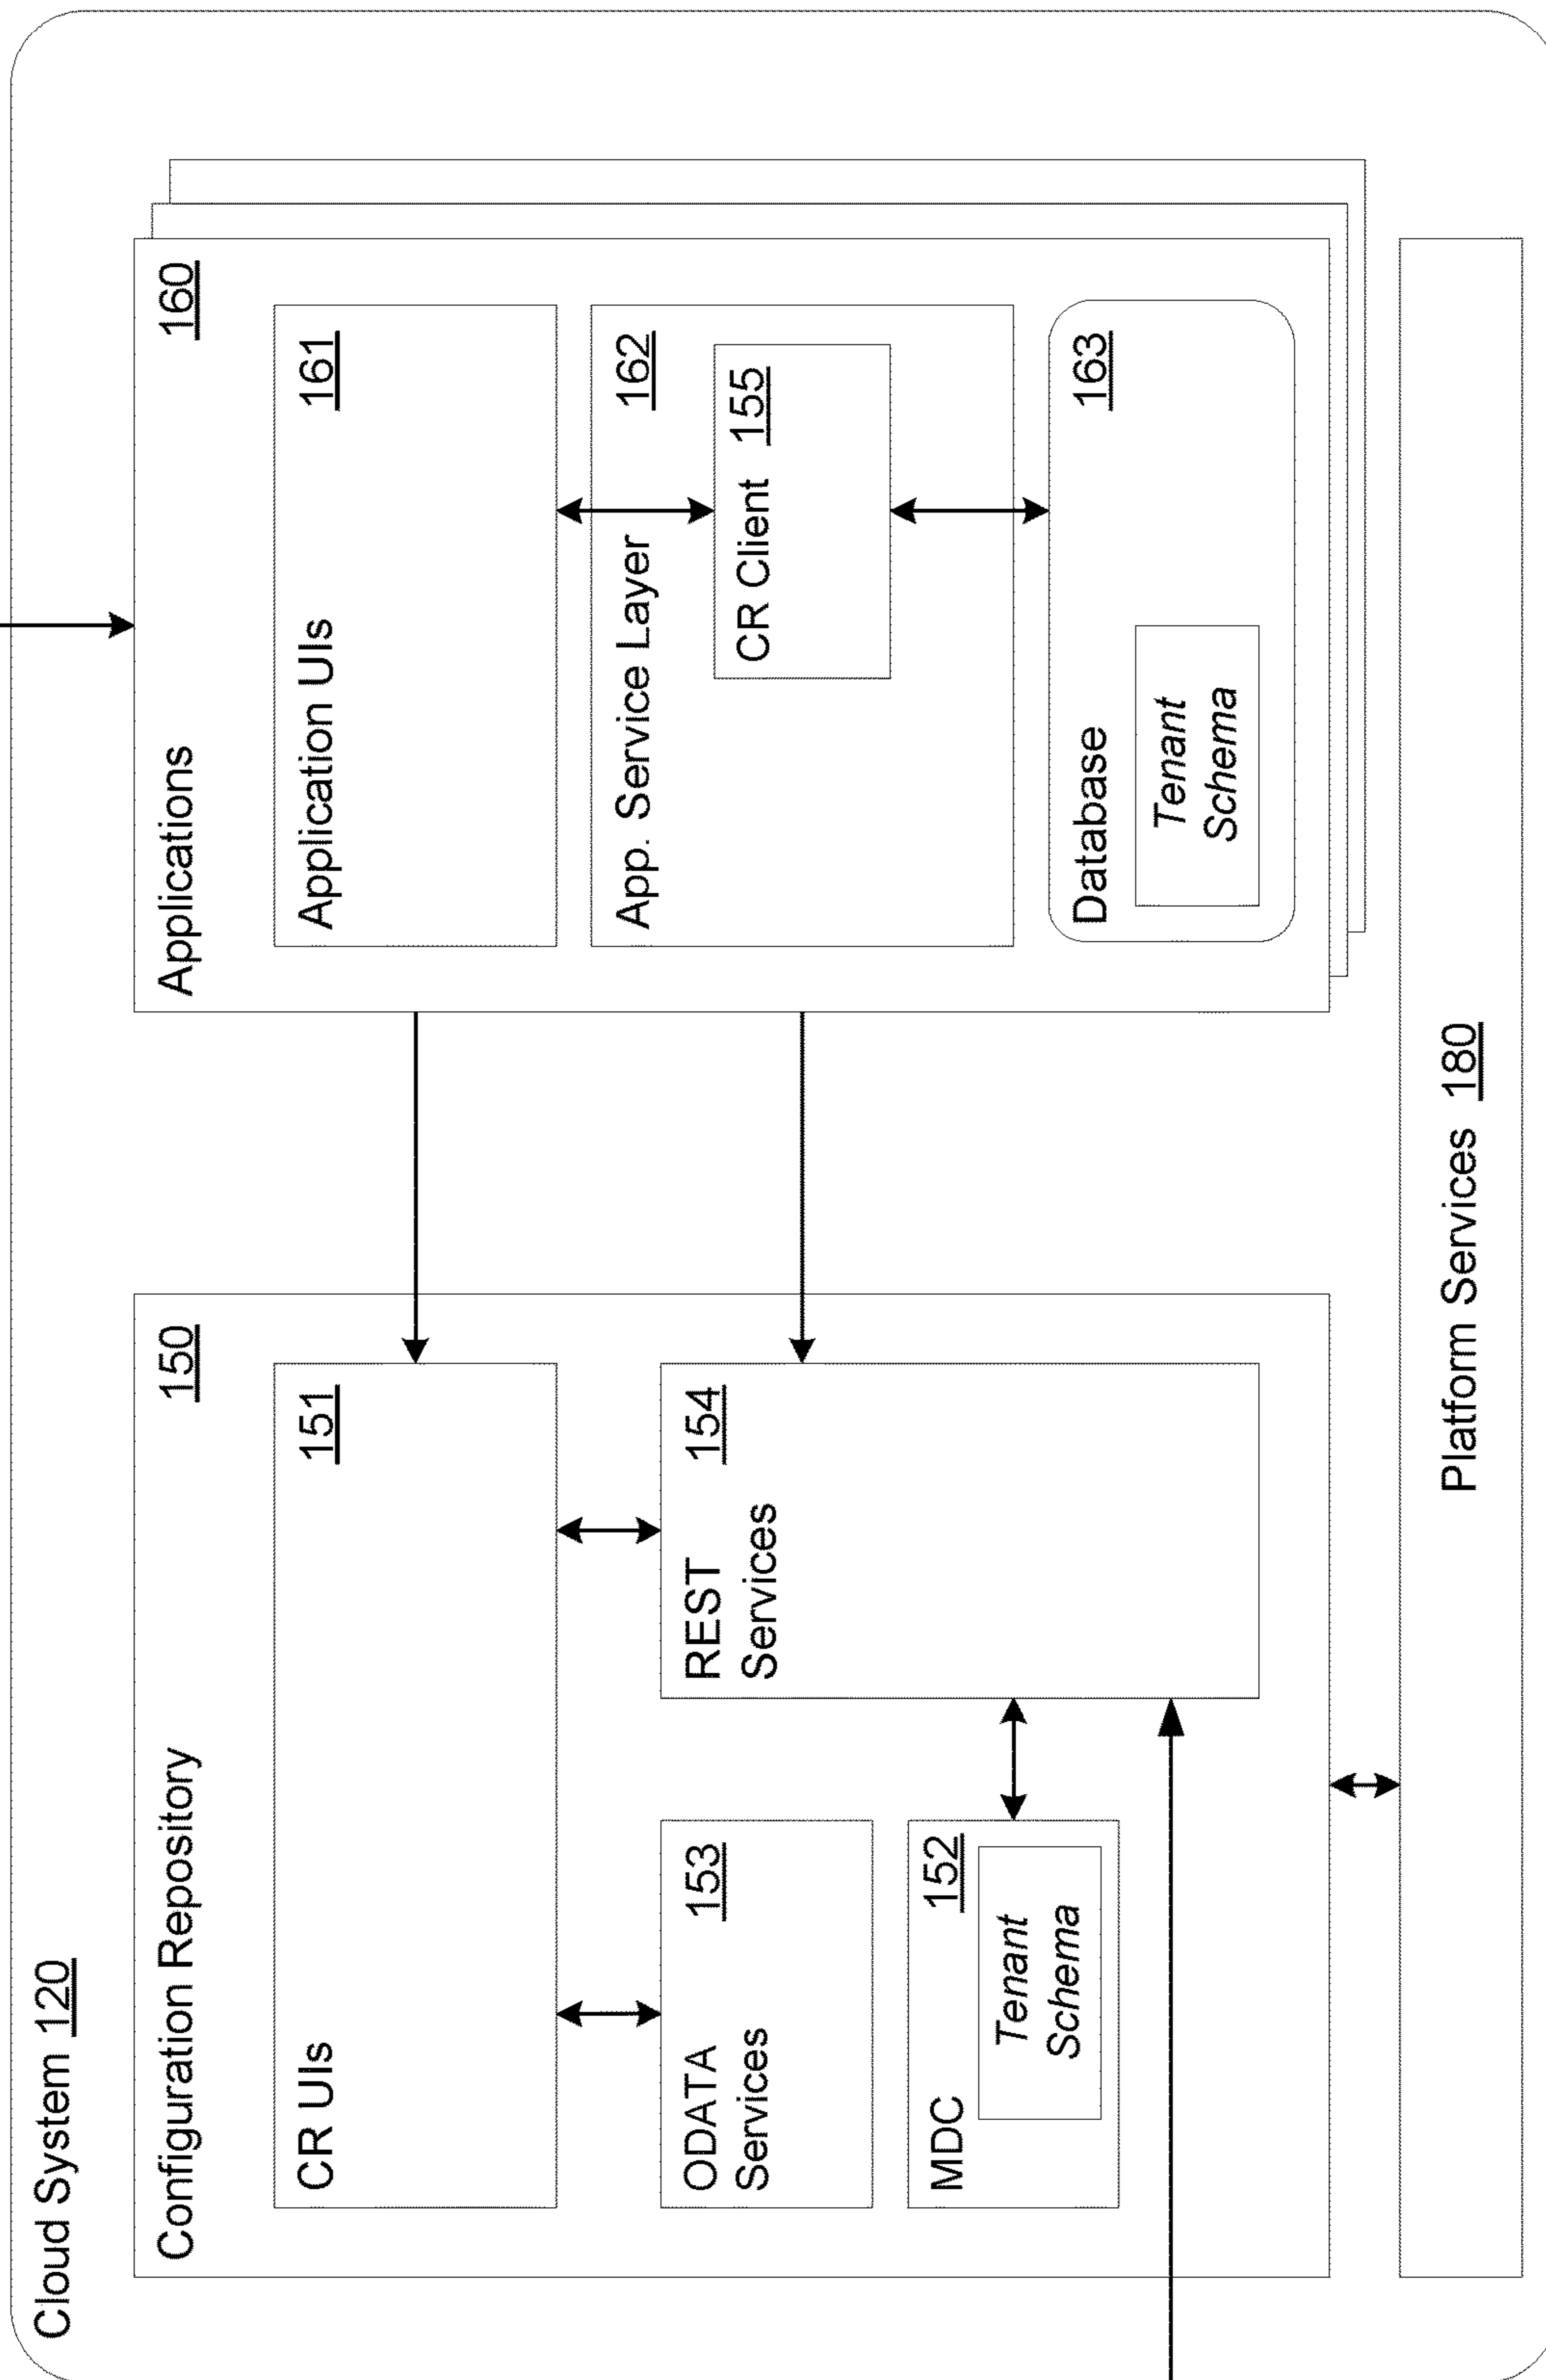 Cloud System 120
Configuration Repository 150
CR UIs 151
ODATA 153
Services
REST 154
Services
MDC 152
Tenant
Schema
Applications 160
Application UIs 161
App. Service Layer 162
CR Client 155
Database 163
Tenant
Schema
Platform Services 180